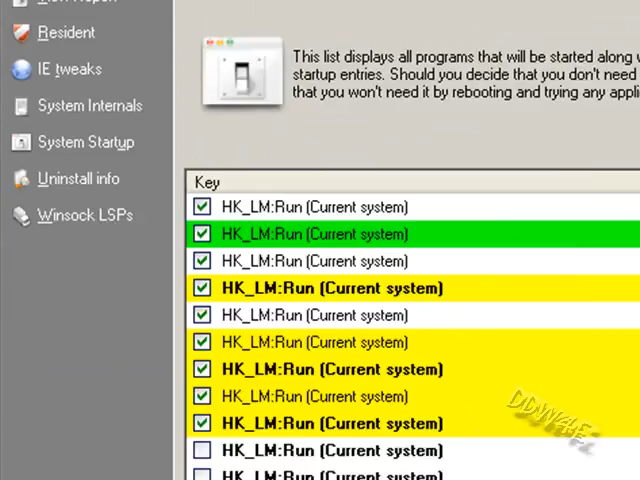 Resident
IE tweaks
System Internals
System Startup
Uninstall info
Winsock LSPs
This list displays all programs that will be started along
startup entries. Should you decide that you don't need
that you won't need it by rebooting and trying any
Key
HK_LM:Run (Current system)
HK_LM:Run (Current system)
HK_LM:Run (Current system)
HK_LM:Run (Current system)
HK_LM:Run (Current system)
HK_LM:Run (Current system)
HK_LM:Run (Current system)
HK_LM:Run (Current system)
HK_LM:Run (Current system)
HK_LM:Run (Current system)
HK_LM:Run (Current system)